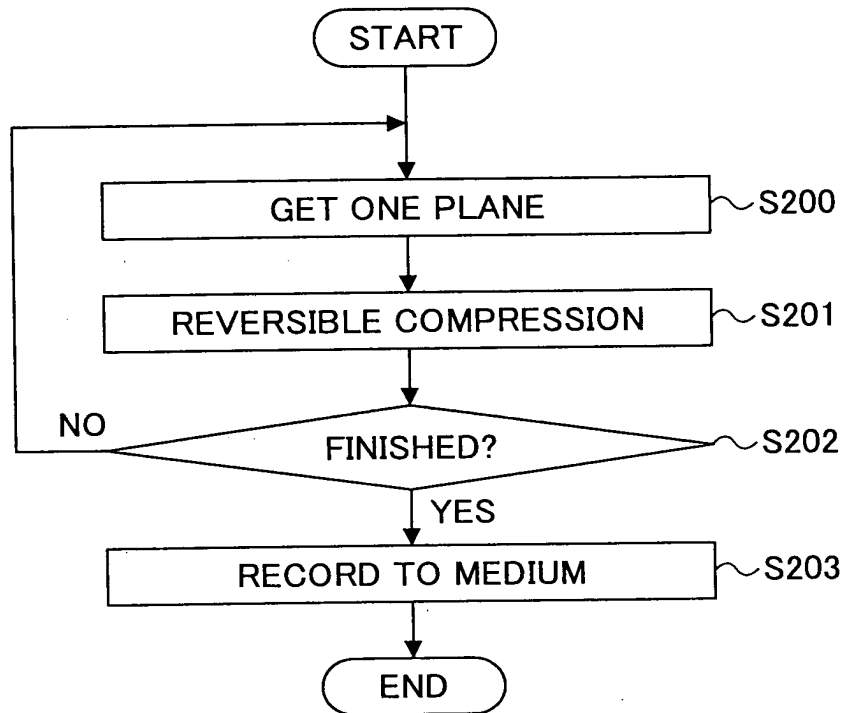 START
GET ONE PLANE
S200
REVERSIBLE COMPRESSION
S201
NO
FINISHED?
S202
YES
RECORD TO MEDIUM
S203
END